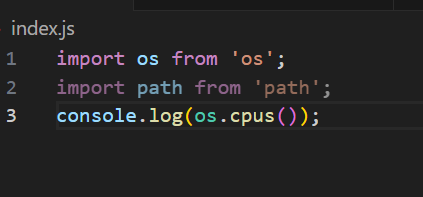 index.js
1 import os from 'os';
2 import path from 'path';
3 console.log(os.cpus());